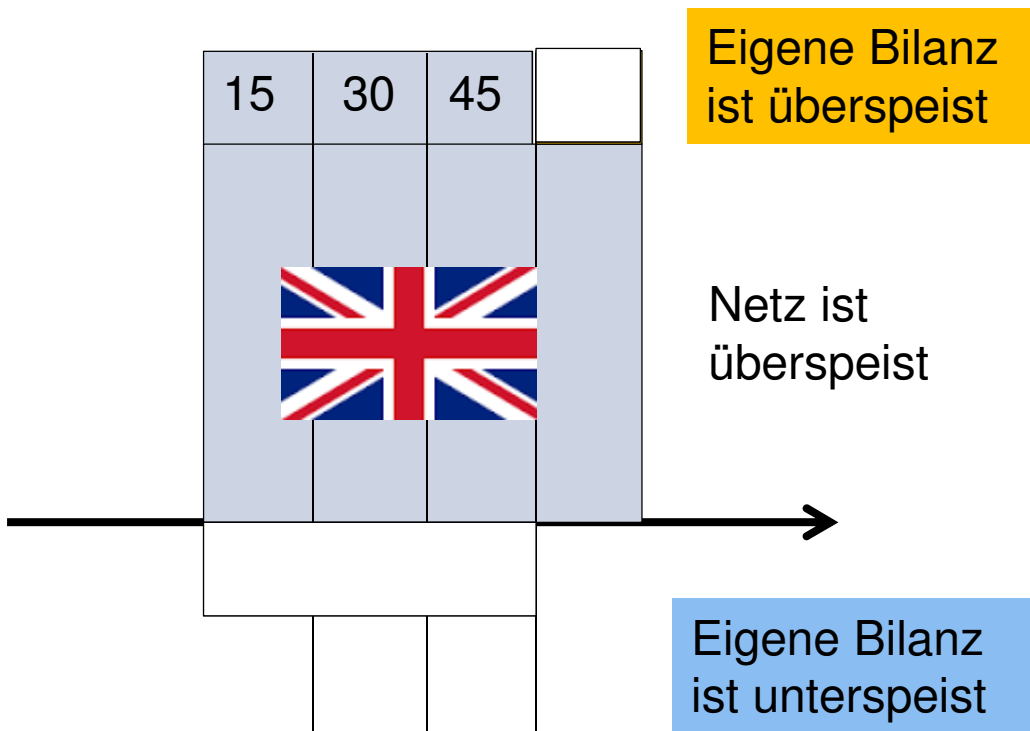 15 30 45
Eigene Bilanz
ist überspeist
Netz ist
überspeist
Eigene Bilanz
ist unterspeist